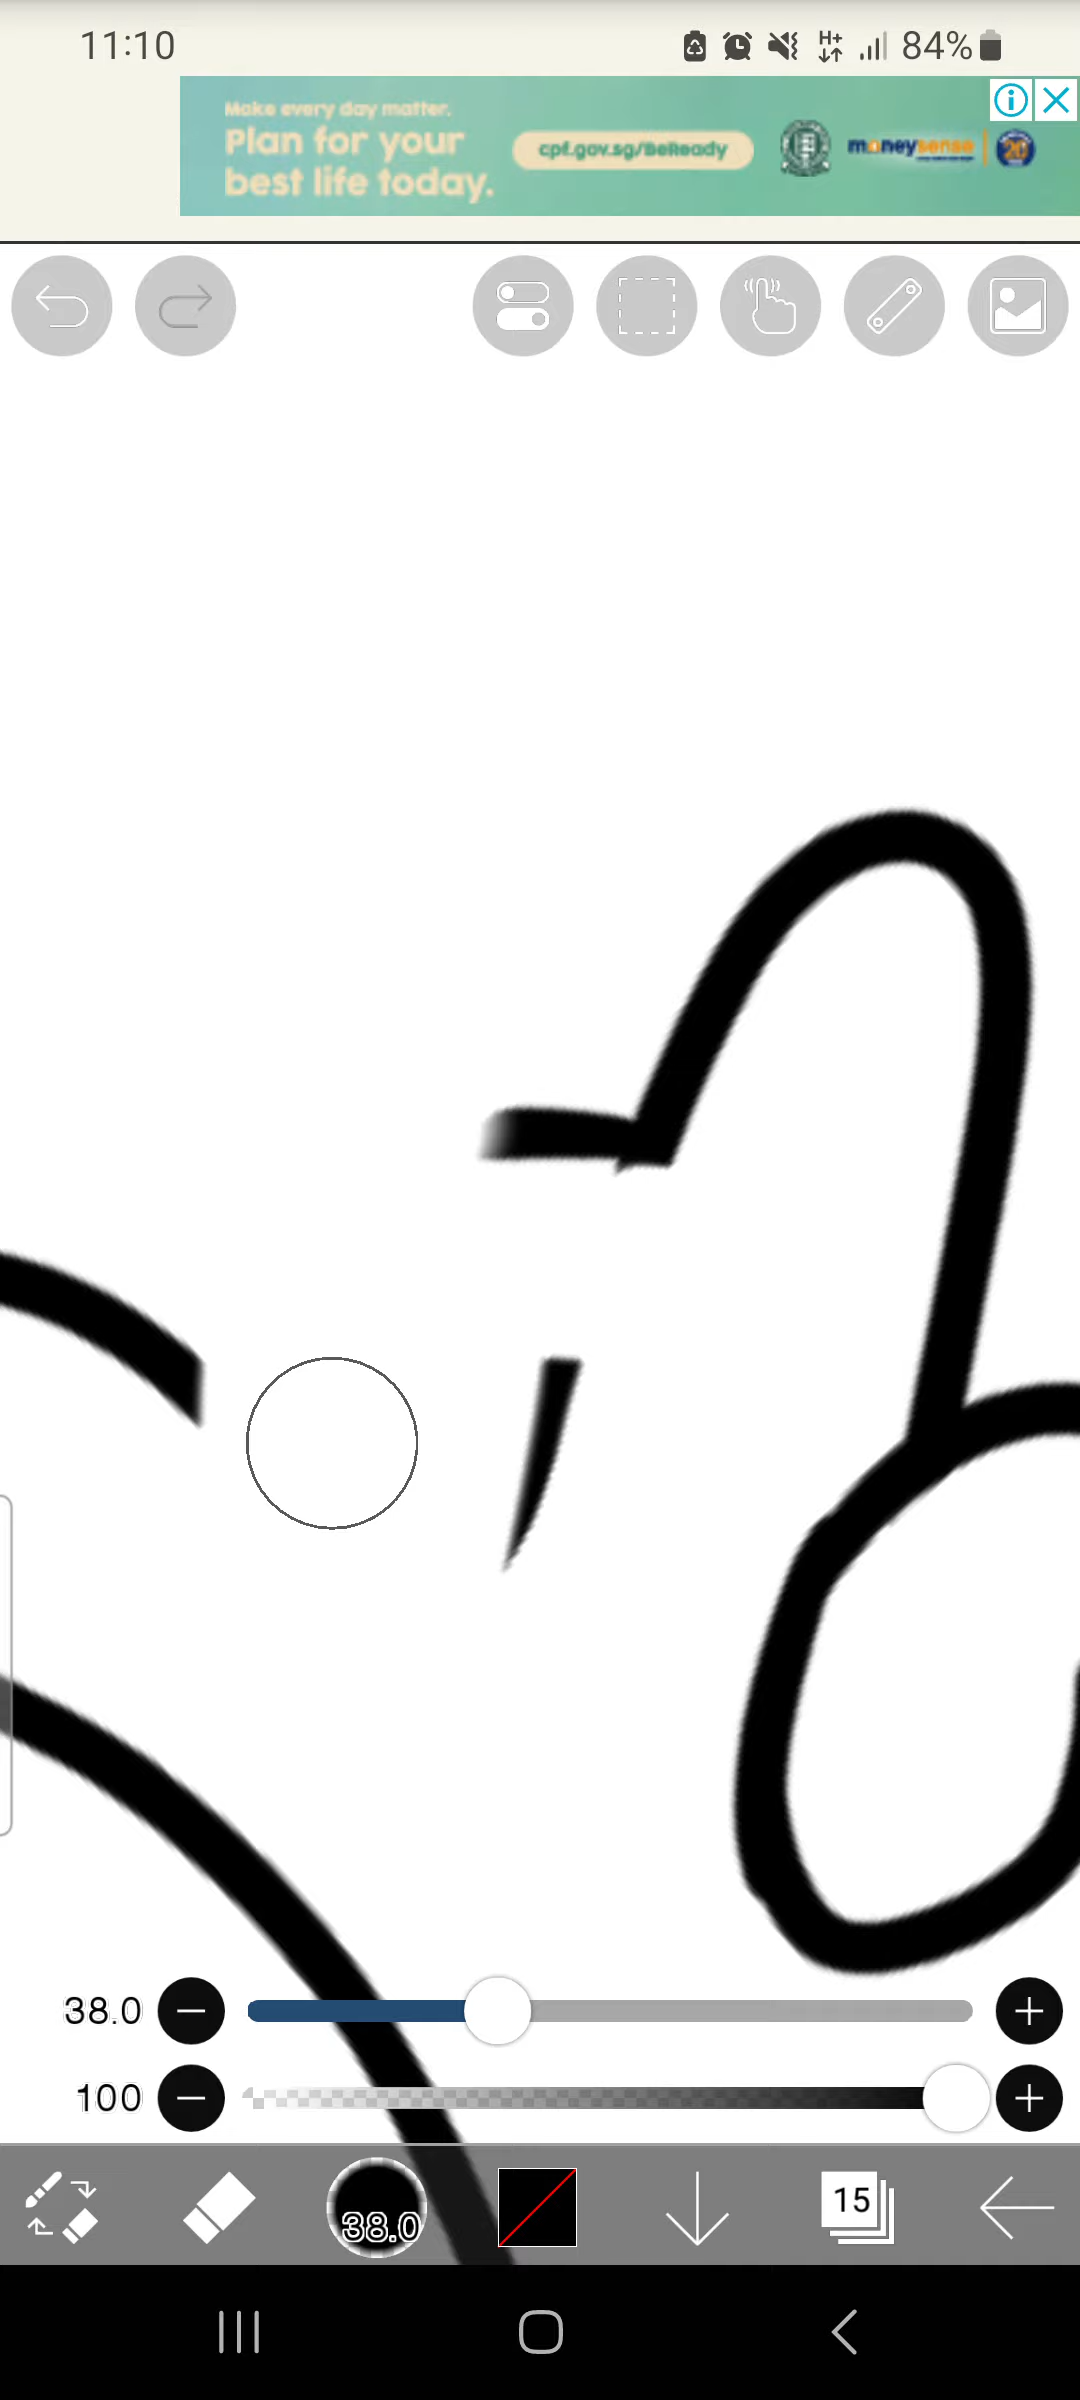 11:10
H+
84%
Make every day matter.
Plan for your
best life today.
cpf.gov.sg/BeReady
moneysense
20
38.0
100
38.0
15